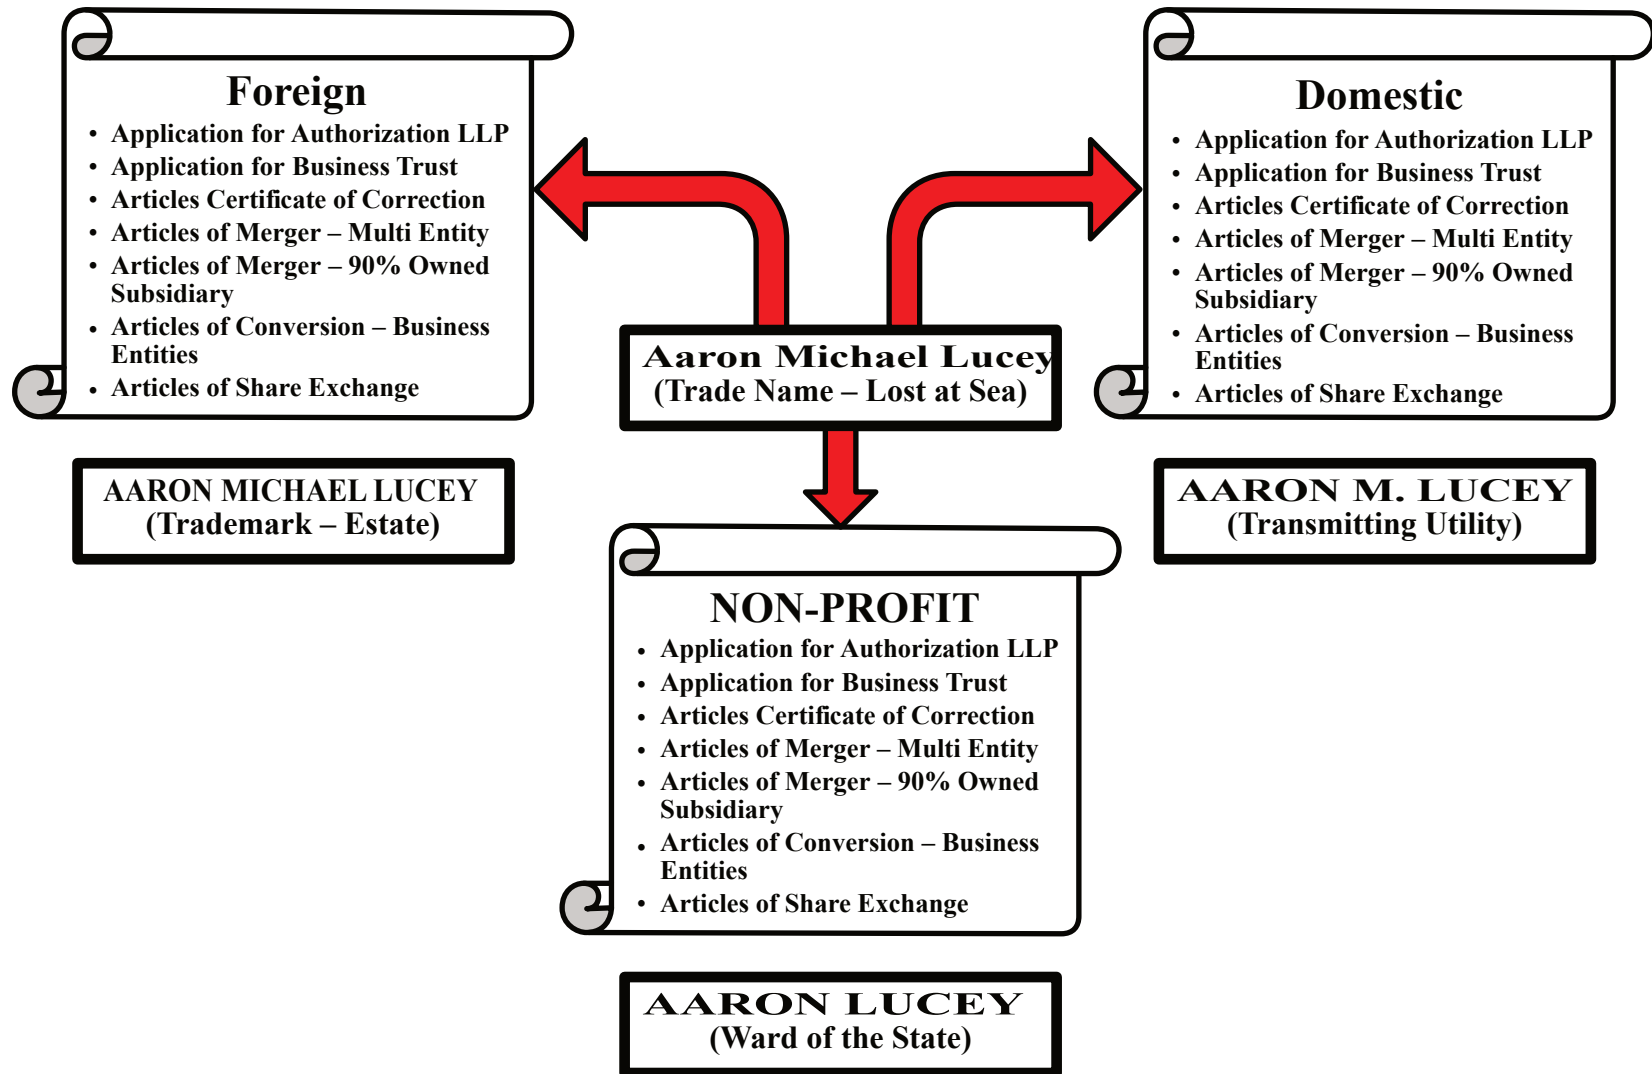 Foreign
• Application for Authorization LLP
• Application for Business Trust
• Articles Certificate of Correction
• Articles of Merger – Multi Entity
• Articles of Merger – 90% Owned
Subsidiary
• Articles of Conversion – Business
Entities
• Articles of Share Exchange
AARON MICHAEL LUCEY
(Trademark – Estate)
Aaron Michael Lucey
(Trade Name – Lost at Sea)
Domestic
• Application for Authorization LLP
• Application for Business Trust
• Articles Certificate of Correction
• Articles of Merger – Multi Entity
• Articles of Merger – 90% Owned
Subsidiary
• Articles of Conversion – Business
Entities
• Articles of Share Exchange
AARON M. LUCEY
(Transmitting Utility)
NON-PROFIT
• Application for Authorization LLP
• Application for Business Trust
• Articles Certificate of Correction
• Articles of Merger – Multi Entity
• Articles of Merger – 90% Owned
Subsidiary
• Articles of Conversion – Business
Entities
• Articles of Share Exchange
AARON LUCEY
(Ward of the State)